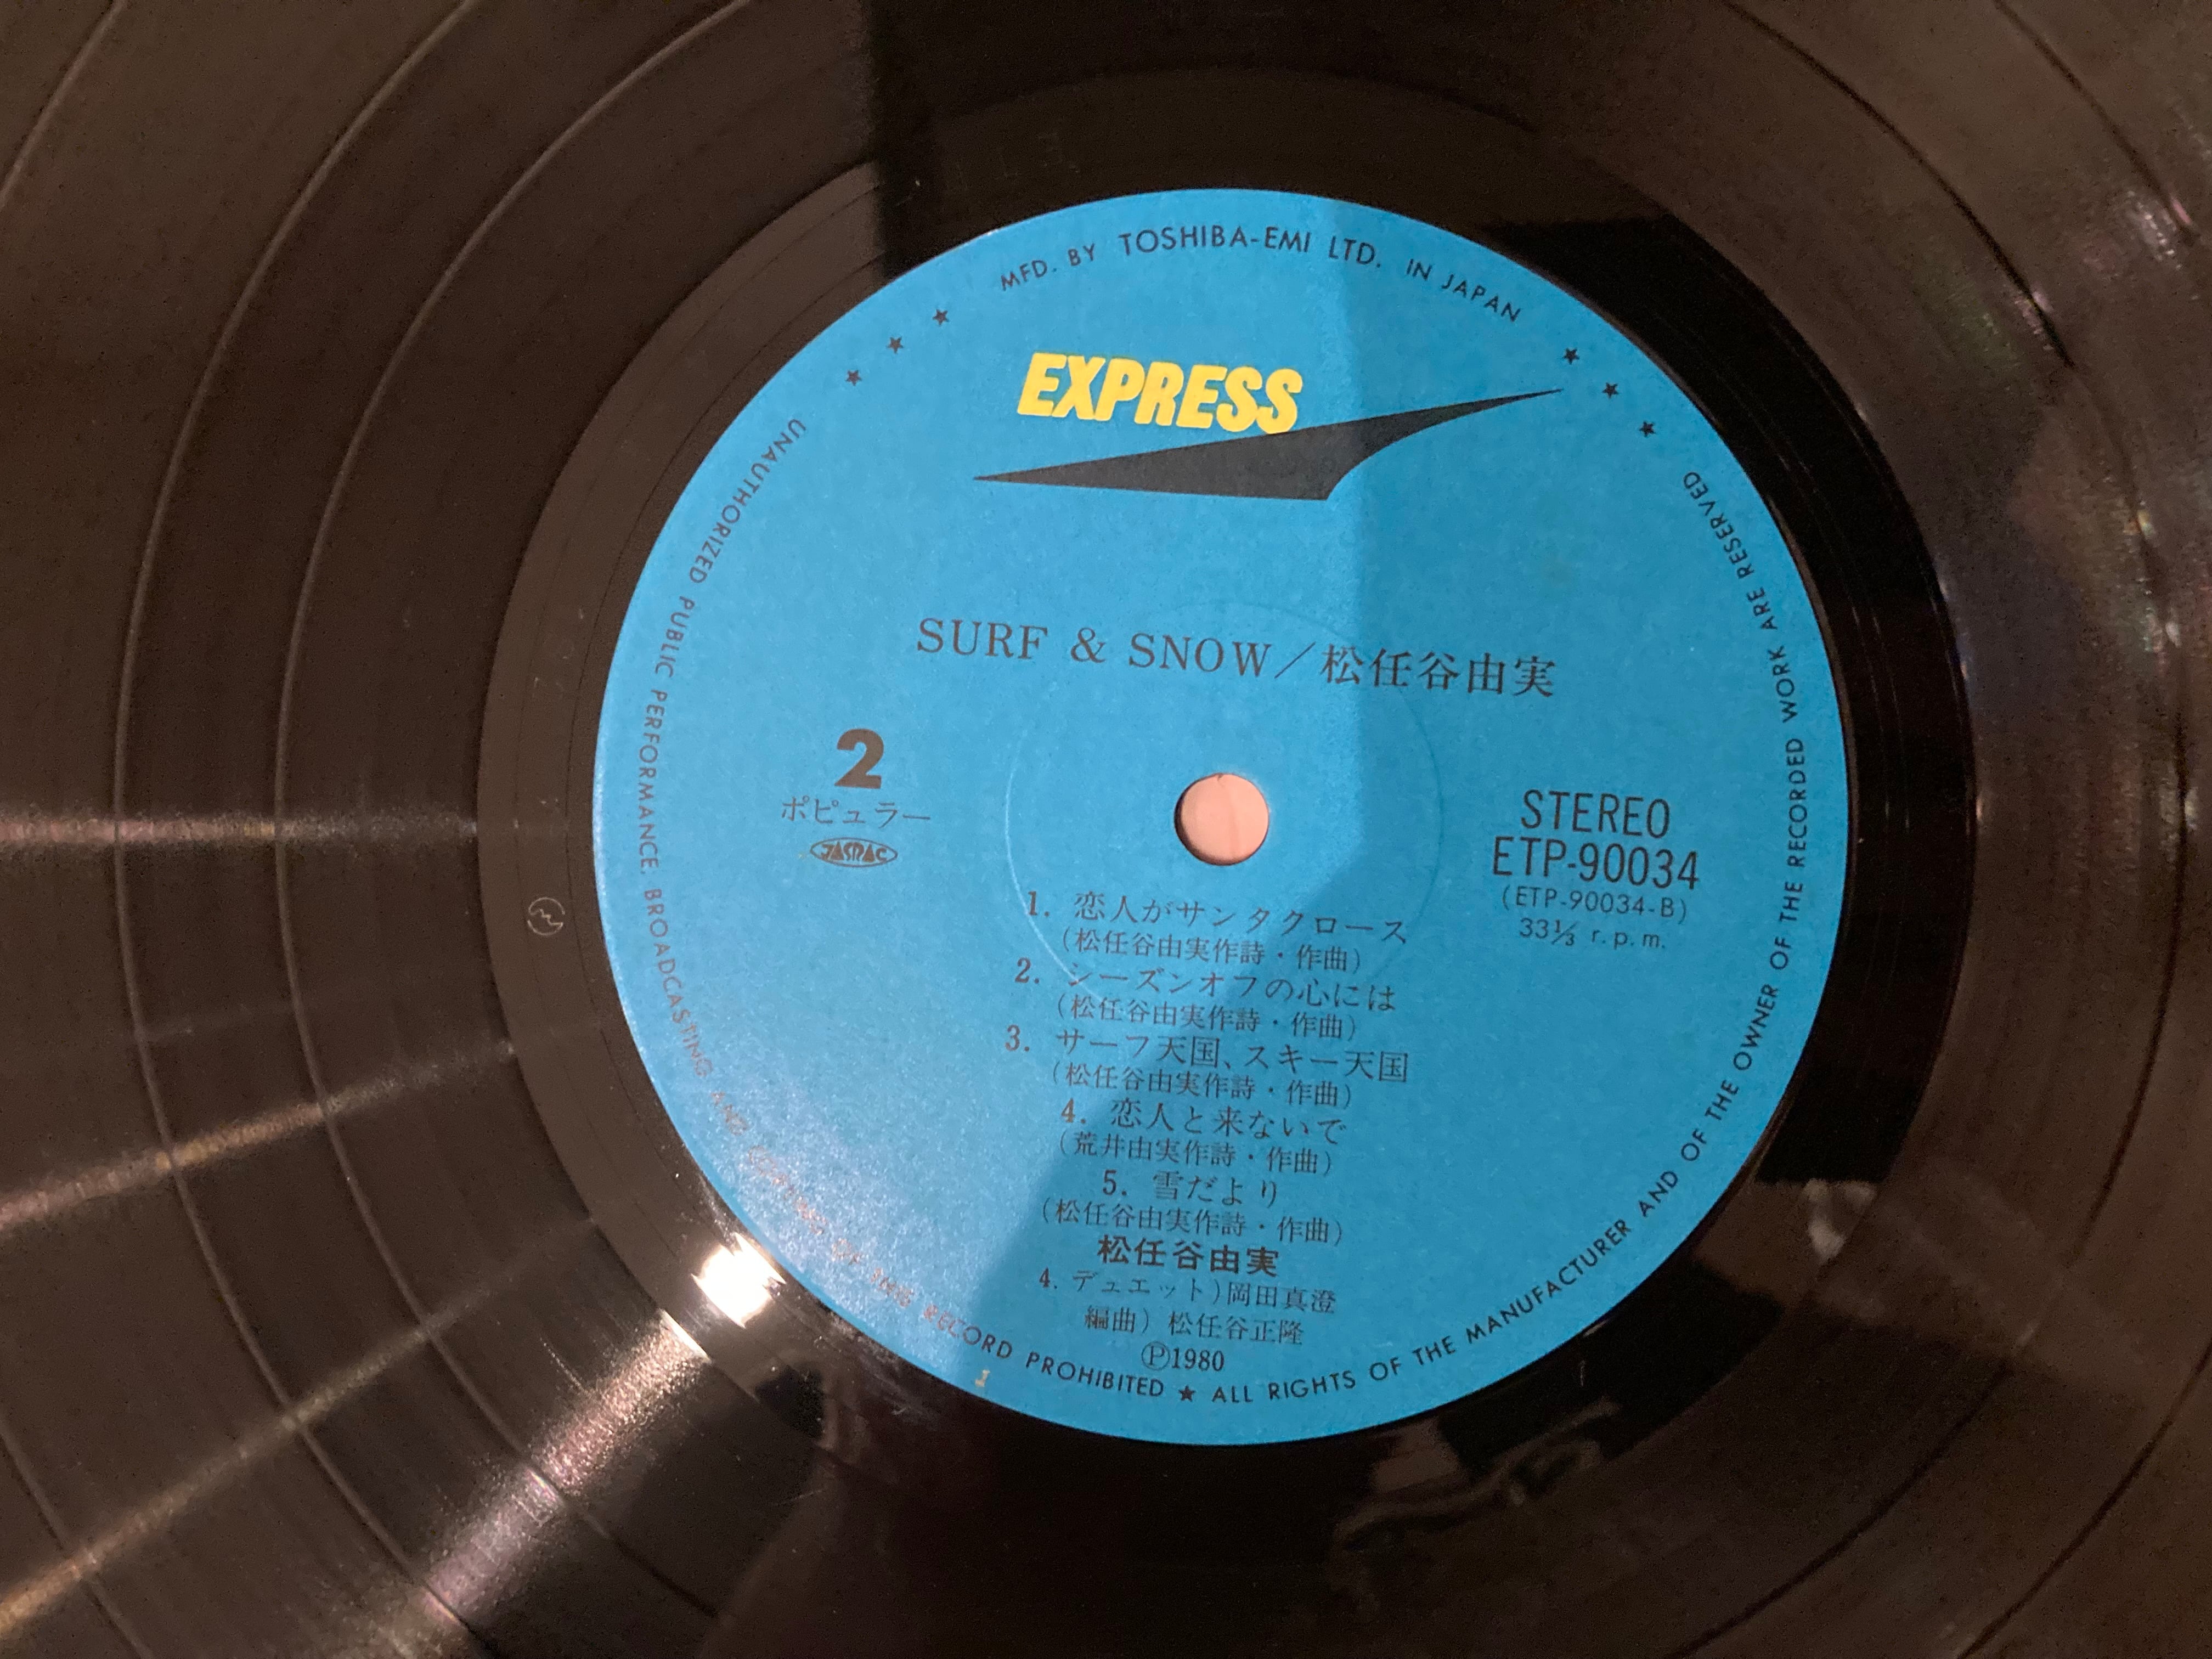 MFD. BY TOSHIBA-EMI LTD. IN JAPAN
EXPRESS
SURF & SNOW／松任谷由実
2
ポピュラー
JASRAC
STEREO
ETP-90034
(ETP-90034-B)
33⅓ r.p.m.
1. 恋人がサンタクロース
(松任谷由実作詩・作曲)
2. シーズンオフの心には
(松任谷由実作詩・作曲)
3. サーフ天国、スキー天国
(松任谷由実作詩・作曲)
4. 恋人と来ないで
(荒井由実作詩・作曲)
5. 雪だより
(松任谷由実作詩・作曲)
松任谷由実
4. デュエット)岡田真澄
編曲) 松任谷正隆
Ⓟ1980
UNAUTHORIZED PUBLIC PERFORMANCE, BROADCASTING AND COPYING OF THIS RECORD PROHIBITED ★ ALL RIGHTS OF THE MANUFACTURER AND OF THE OWNER OF THE RECORDED WORK ARE RESERVED